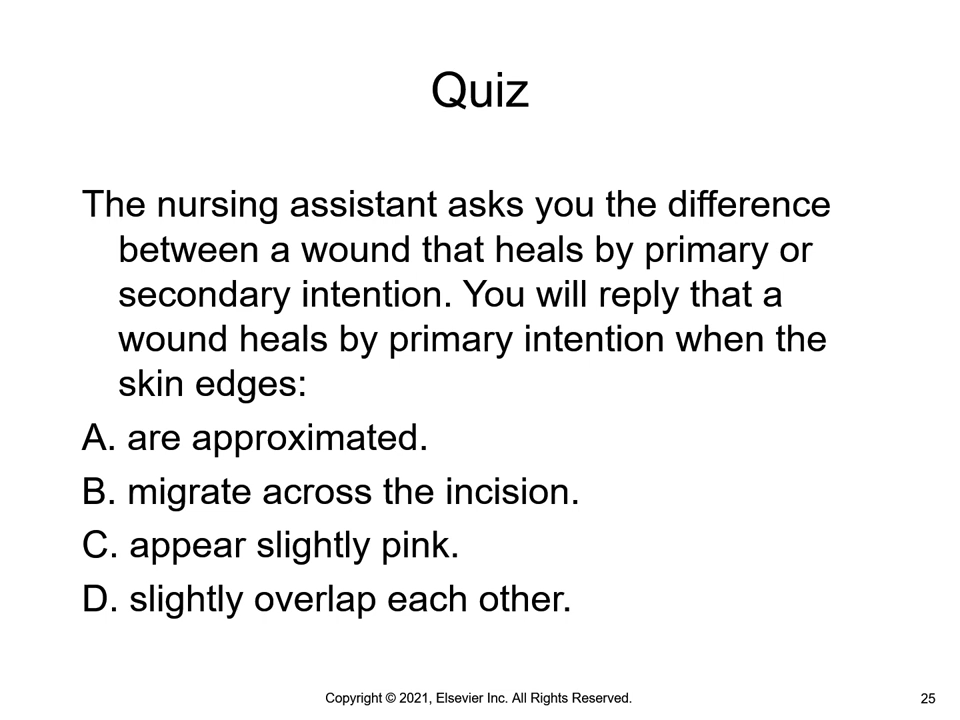 Quiz
The nursing assistant asks you the difference
between a wound that heals by primary or
secondary intention. You will reply that a
wound heals by primary intention when the
skin edges:
A. are approximated.
B. migrate across the incision.
C. appear slightly pink.
D. slightly overlap each other.
Copyright © 2021, Elsevier Inc. All Rights Reserved.
25